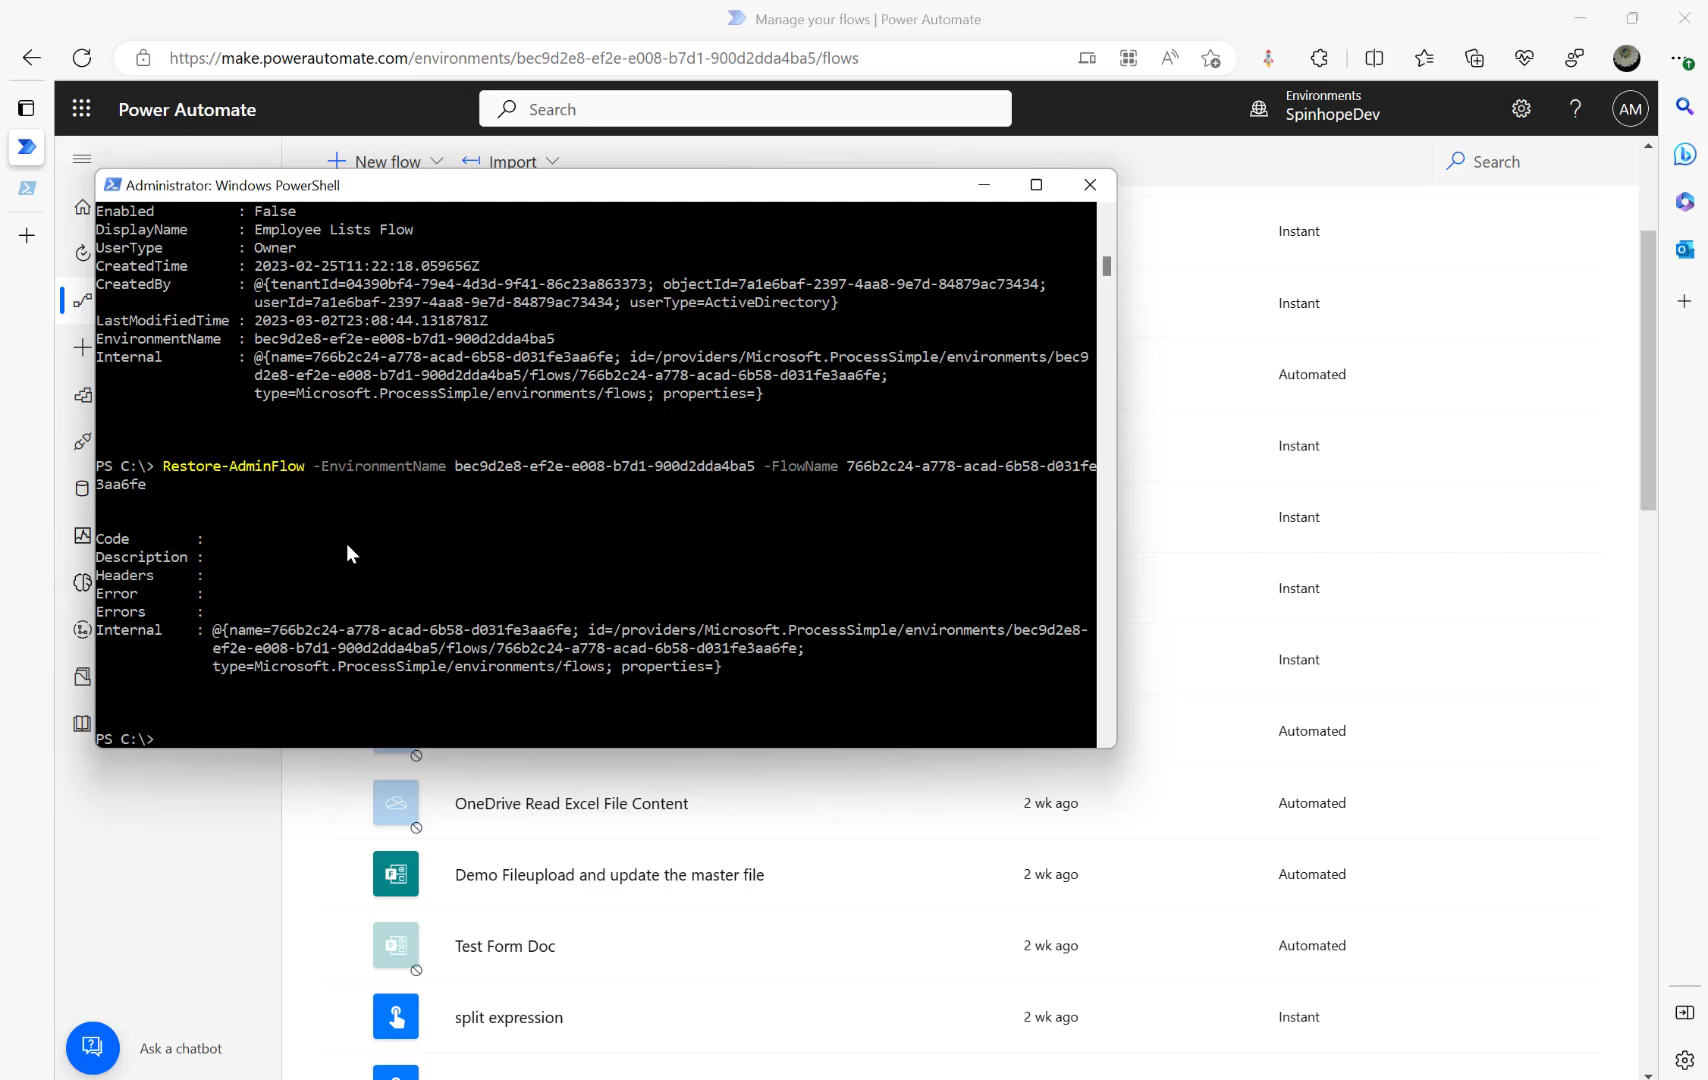 Manage your flows | Power Automate
https://make.powerautomate.com/environments/bec9d2e8-ef2e-e008-b7d1-900d2dda4ba5/flows
Power Automate
Search
Environments
SpinhopeDev
AM
New flow
Import
Search
Administrator: Windows PowerShell
Enabled : False
DisplayName : Employee Lists Flow
UserType : Owner
CreatedTime : 2023-02-25T11:22:18.059656Z
CreatedBy : @{tenantId=04390bf4-79e4-4d3d-9f41-86c23a863373; objectId=7a1e6baf-2397-4aa8-9e7d-84879ac73434;
userId=7a1e6baf-2397-4aa8-9e7d-84879ac73434; userType=ActiveDirectory}
LastModifiedTime : 2023-03-02T23:08:44.1318781Z
EnvironmentName : bec9d2e8-ef2e-e008-b7d1-900d2dda4ba5
Internal : @{name=766b2c24-a778-acad-6b58-d031fe3aa6fe; id=/providers/Microsoft.ProcessSimple/environments/bec9
d2e8-ef2e-e008-b7d1-900d2dda4ba5/flows/766b2c24-a778-acad-6b58-d031fe3aa6fe;
type=Microsoft.ProcessSimple/environments/flows; properties=}
PS C:\> Restore-AdminFlow -EnvironmentName bec9d2e8-ef2e-e008-b7d1-900d2dda4ba5 -FlowName 766b2c24-a778-acad-6b58-d031fe
3aa6fe
Code :
Description :
Headers :
Error :
Errors :
Internal : @{name=766b2c24-a778-acad-6b58-d031fe3aa6fe; id=/providers/Microsoft.ProcessSimple/environments/bec9d2e8-
ef2e-e008-b7d1-900d2dda4ba5/flows/766b2c24-a778-acad-6b58-d031fe3aa6fe;
type=Microsoft.ProcessSimple/environments/flows; properties=}
PS C:\>
Instant
Instant
Automated
Instant
Instant
Instant
Instant
Automated
OneDrive Read Excel File Content 2 wk ago Automated
Demo Fileupload and update the master file 2 wk ago Automated
Test Form Doc 2 wk ago Automated
split expression 2 wk ago Instant
Ask a chatbot